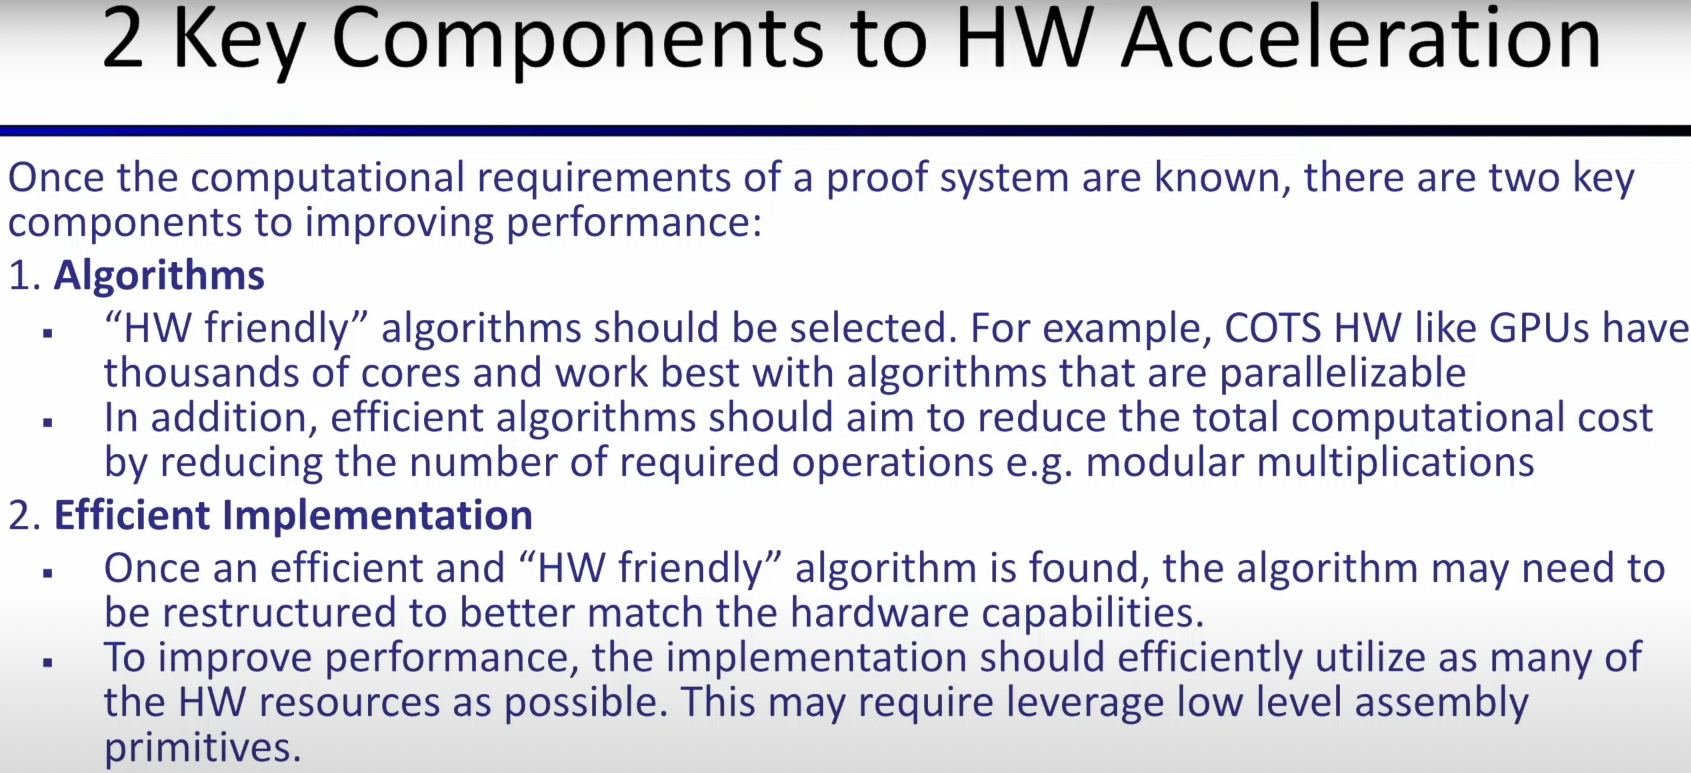 2 Key Components to HW Acceleration
Once the computational requirements of a proof system are known, there are two key
components to improving performance:
1. Algorithms
▪ “HW friendly” algorithms should be selected. For example, COTS HW like GPUs have
thousands of cores and work best with algorithms that are parallelizable
▪ In addition, efficient algorithms should aim to reduce the total computational cost
by reducing the number of required operations e.g. modular multiplications
2. Efficient Implementation
▪ Once an efficient and “HW friendly” algorithm is found, the algorithm may need to
be restructured to better match the hardware capabilities.
▪ To improve performance, the implementation should efficiently utilize as many of
the HW resources as possible. This may require leverage low level assembly
primitives.